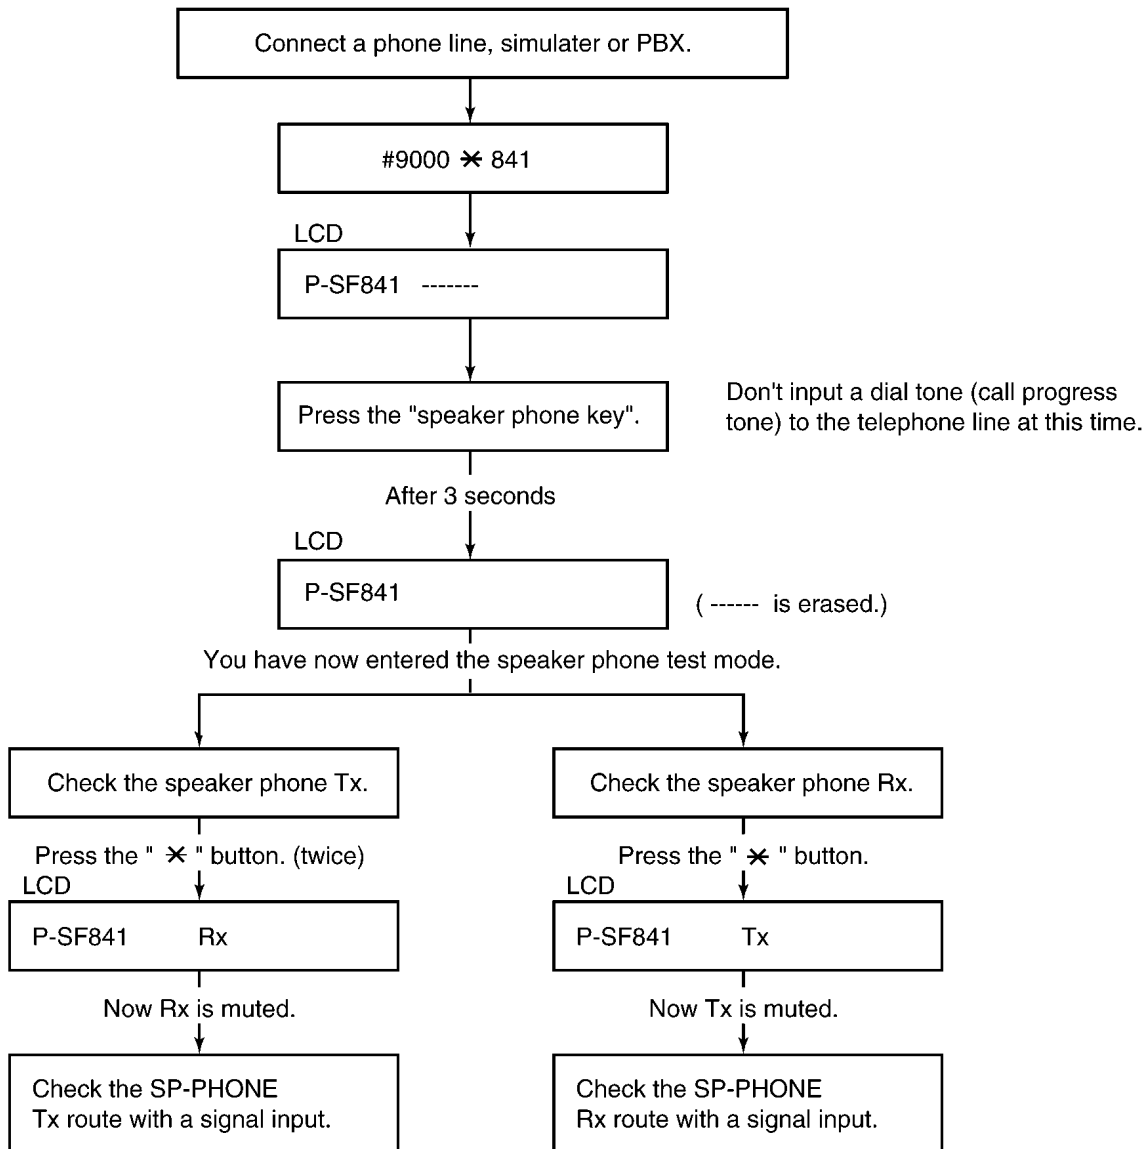 Connect a phone line, simulater or PBX.
#9000 * 841
LCD
P-SF841 -------
Press the "speaker phone key".
Don't input a dial tone (call progress
tone) to the telephone line at this time.
After 3 seconds
LCD
P-SF841
( ------ is erased.)
You have now entered the speaker phone test mode.
Check the speaker phone Tx.
Press the " * " button. (twice)
LCD
P-SF841 Rx
Now Rx is muted.
Check the SP-PHONE
Tx route with a signal input.
Check the speaker phone Rx.
Press the " * " button.
LCD
P-SF841 Tx
Now Tx is muted.
Check the SP-PHONE
Rx route with a signal input.